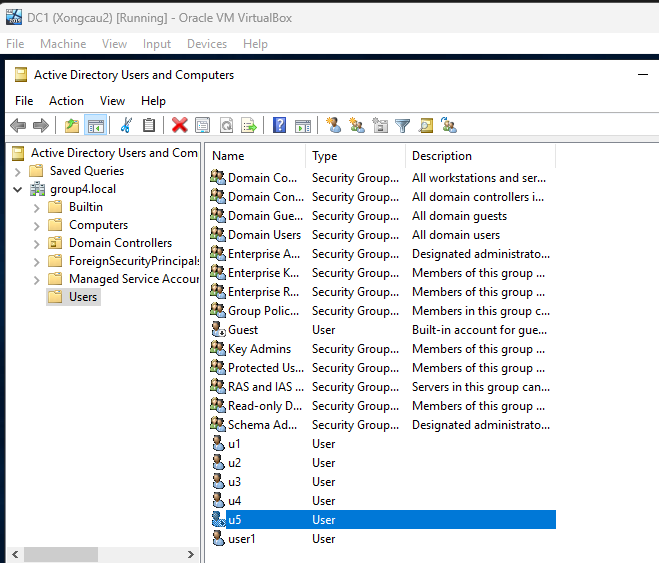 DC1 (Xongcau2) [Running] - Oracle VM VirtualBox
File Machine View Input Devices Help
Active Directory Users and Computers
File Action View Help
Active Directory Users and Com
Saved Queries
group4.local
Builtin
Computers
Domain Controllers
ForeignSecurityPrincipals
Managed Service Accour
Users
Name Type Description
Domain Co... Security Group... All workstations and ser...
Domain Con... Security Group... All domain controllers i...
Domain Gue... Security Group... All domain guests
Domain Users Security Group... All domain users
Enterprise A... Security Group... Designated administrato...
Enterprise K... Security Group... Members of this group ...
Enterprise R... Security Group... Members of this group ...
Group Polic... Security Group... Members in this group c...
Guest User Built-in account for gue...
Key Admins Security Group... Members of this group ...
Protected Us... Security Group... Members of this group ...
RAS and IAS ... Security Group... Servers in this group can...
Read-only D... Security Group... Members of this group ...
Schema Ad... Security Group... Designated administrato...
u1 User
u2 User
u3 User
u4 User
u5 User
user1 User